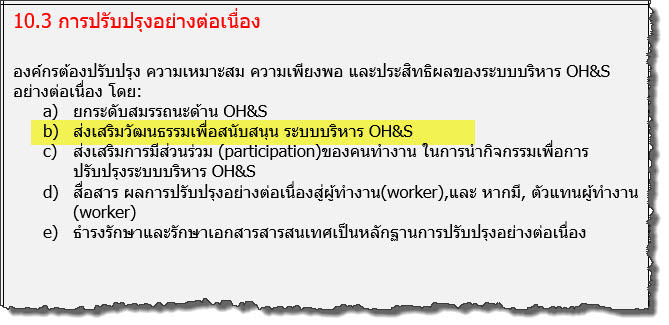 10.3 การปรับปรุงอย่างต่อเนื่อง
องค์กรต้องปรับปรุง ความเหมาะสม ความเพียงพอ และประสิทธิผลของระบบบริหาร OH&S
อย่างต่อเนื่อง โดย:
a) ยกระดับสมรรถนะด้าน OH&S
b) ส่งเสริมวัฒนธรรมเพื่อสนับสนุน ระบบบริหาร OH&S
c) ส่งเสริมการมีส่วนร่วม (participation)ของคนทำงาน ในการนำกิจกรรมเพื่อการ
ปรับปรุงระบบบริหาร OH&S
d) สื่อสาร ผลการปรับปรุงอย่างต่อเนื่องสู่ผู้ทำงาน(worker),และ หากมี, ตัวแทนผู้ทำงาน
(worker)
e) ธำรงรักษาและรักษาเอกสารสารสนเทศเป็นหลักฐานการปรับปรุงอย่างต่อเนื่อง